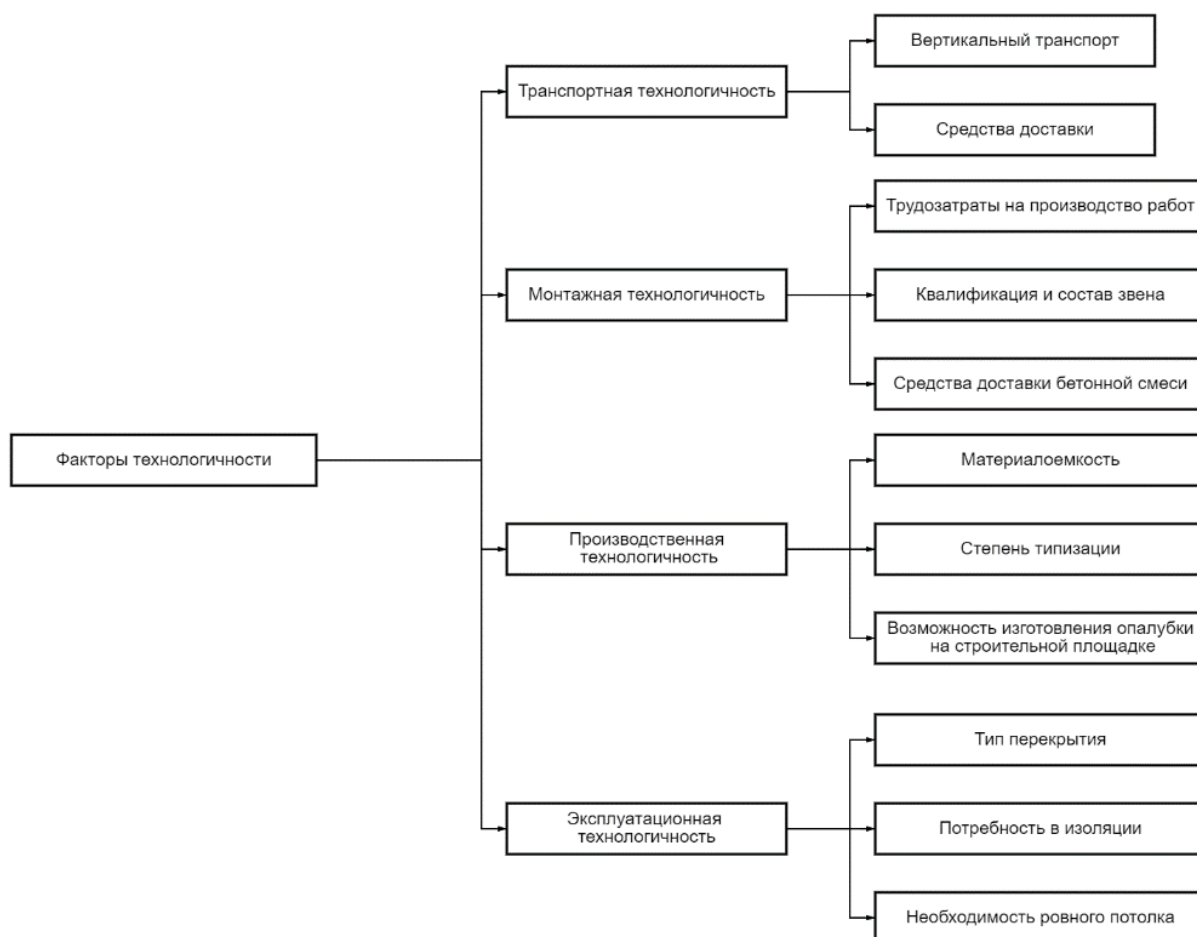 Факторы технологичности
Транспортная технологичность
Вертикальный транспорт
Средства доставки
Монтажная технологичность
Трудозатраты на производство работ
Квалификация и состав звена
Средства доставки бетонной смеси
Производственная
технологичность
Материалоемкость
Степень типизации
Возможность изготовления опалубки
на строительной площадке
Эксплуатационная
технологичность
Тип перекрытия
Потребность в изоляции
Необходимость ровного потолка